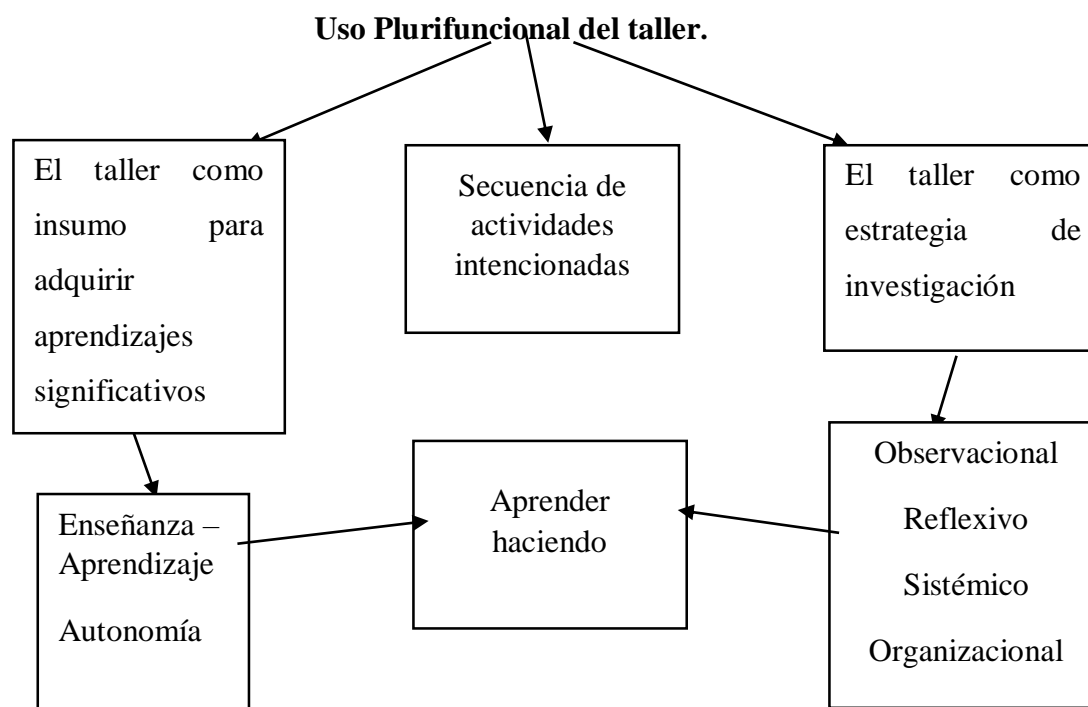 Uso Plurifuncional del taller.
El taller como
insumo para
adquirir
aprendizajes
significativos
Secuencia de
actividades
intencionadas
El taller como
estrategia de
investigación
Enseñanza –
Aprendizaje
Autonomía
Aprender
haciendo
Observacional
Reflexivo
Sistémico
Organizacional